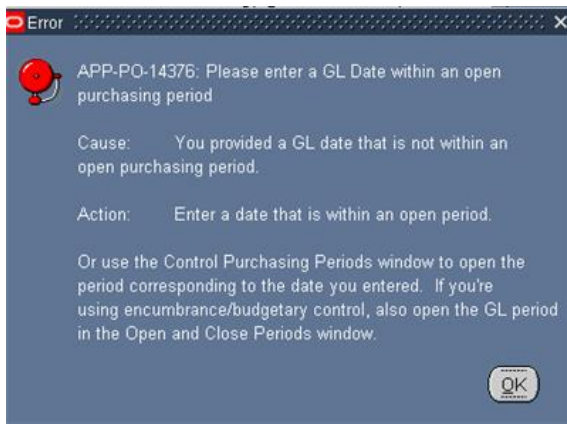 Error
APP-PO-14376: Please enter a GL Date within an open
purchasing period
Cause: You provided a GL date that is not within an
open purchasing period.
Action: Enter a date that is within an open period.
Or use the Control Purchasing Periods window to open the
period corresponding to the date you entered. If you're
using encumbrance/budgetary control, also open the GL period
in the Open and Close Periods window.
OK